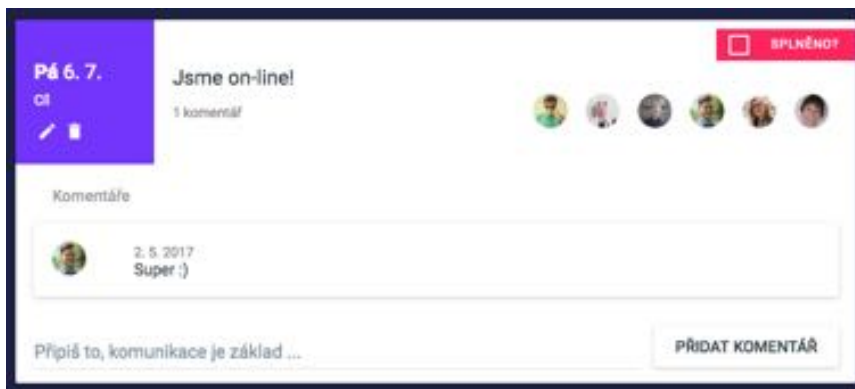 Pá 6. 7.
Cíl
Jsme on-line!
1 komentář
SPLNĚNO?
Komentáře
2. 5. 2017
Super :)
Připiš to, komunikace je základ ...
PŘIDAT KOMENTÁŘ